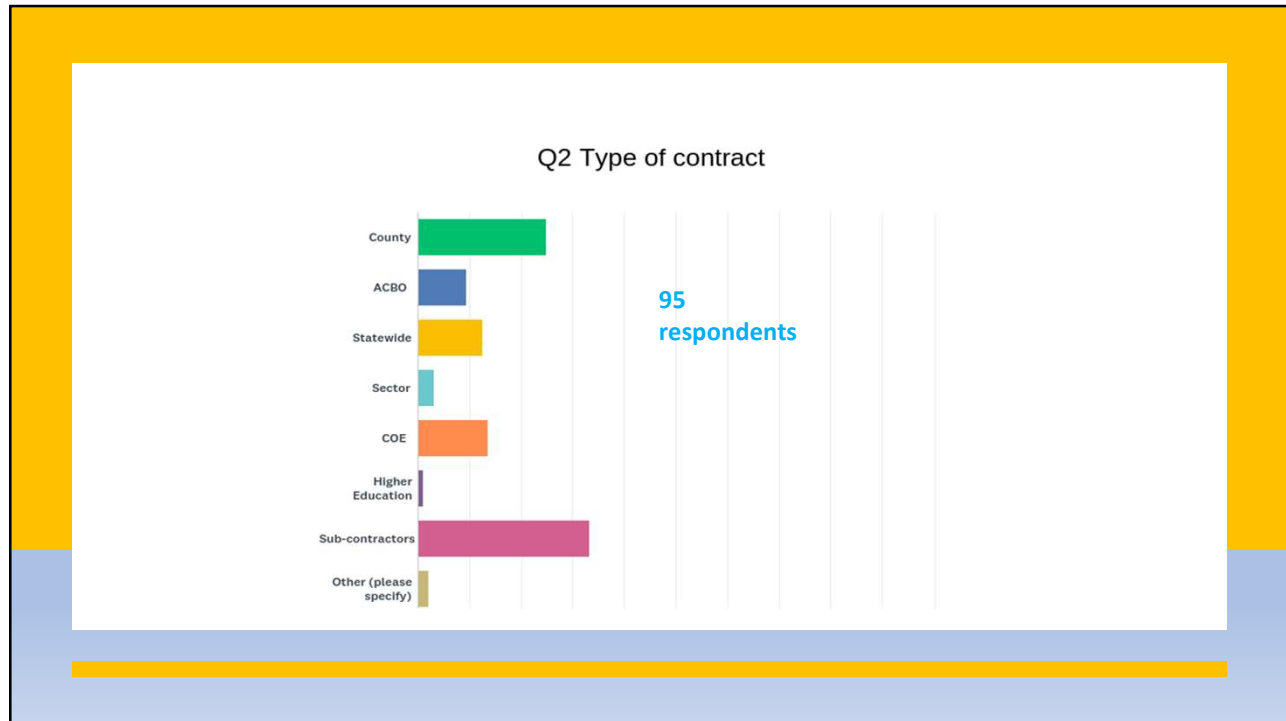 Q2 Type of contract
County
ACBO
95
respondents
Statewide
Sector
COE
Higher
Education
Sub-contractors
Other (please
specify)